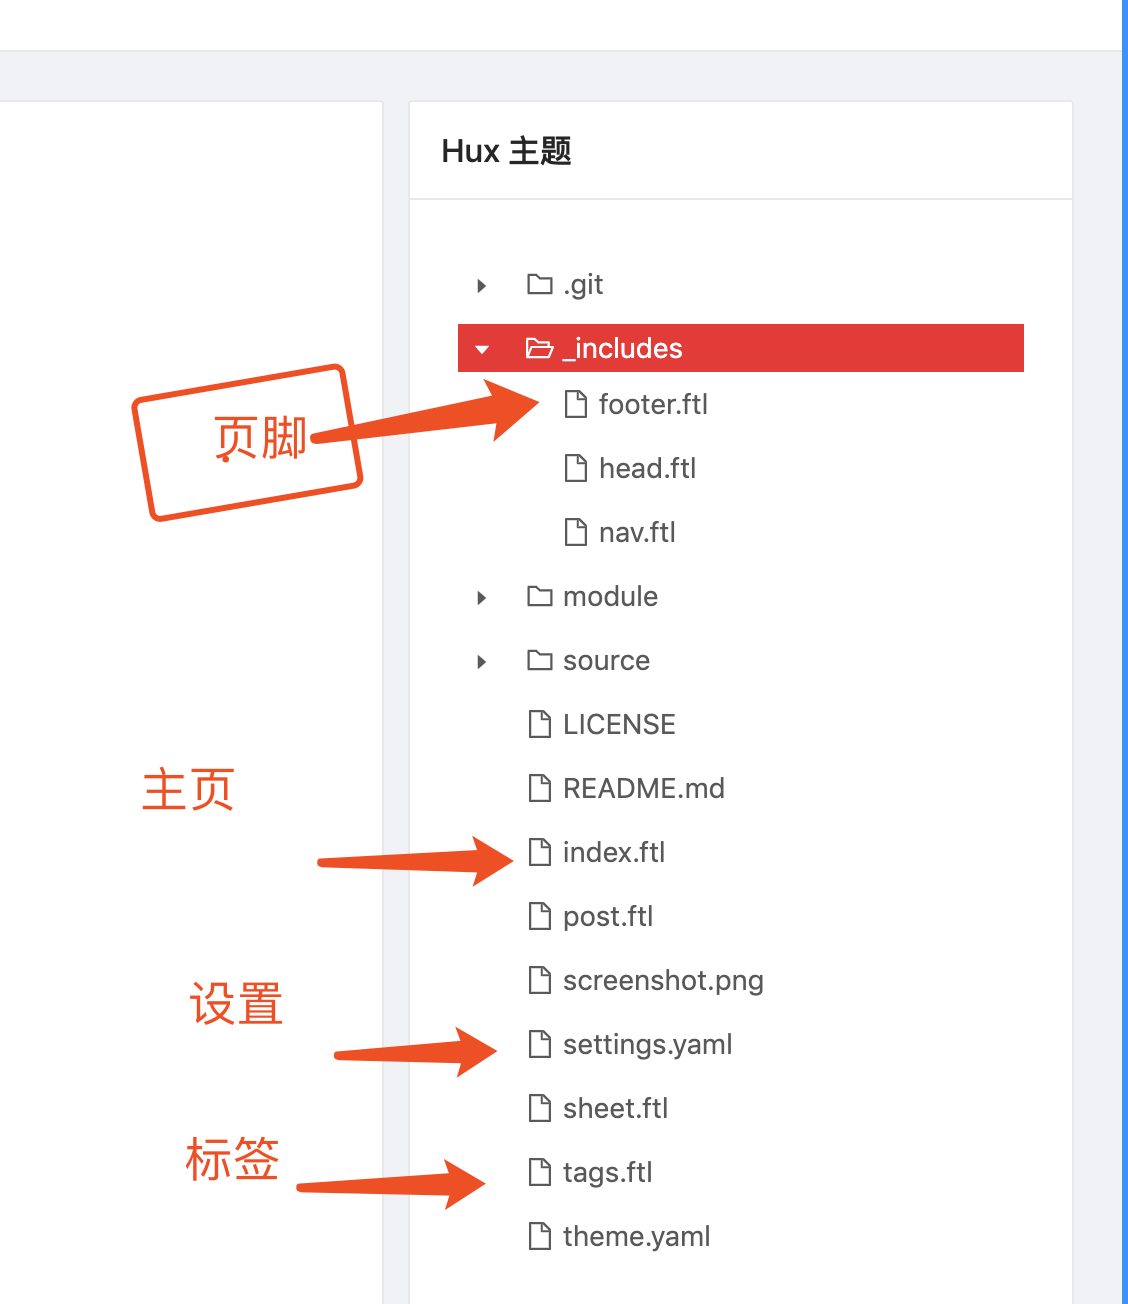 Hux 主题
.git
_includes
页脚
footer.ftl
head.ftl
nav.ftl
module
source
LICENSE
README.md
主页
index.ftl
post.ftl
screenshot.png
设置
settings.yaml
sheet.ftl
标签
tags.ftl
theme.yaml